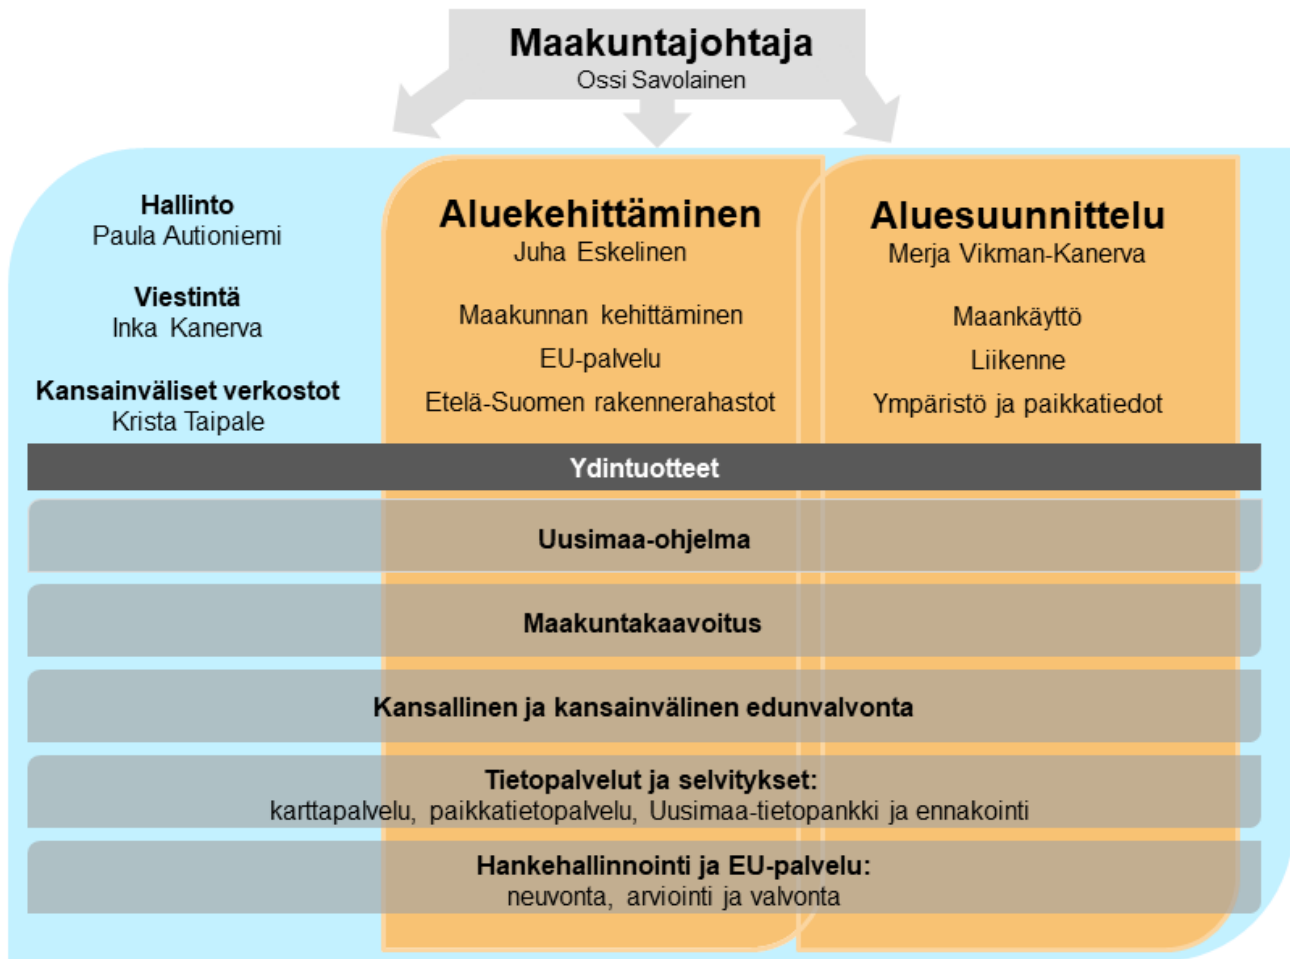 Maakuntajohtaja
Ossi Savolainen
Hallinto
Paula Autioniemi
Viestintä
Inka Kanerva
Kansainväliset verkostot
Krista Taipale
Aluekehittäminen
Juha Eskelinen
Maakunnan kehittäminen
EU-palvelu
Etelä-Suomen rakennerahastot
Aluesuunnittelu
Merja Vikman-Kanerva
Maankäyttö
Liikenne
Ympäristö ja paikkatiedot
Ydintuotteet
Uusimaa-ohjelma
Maakuntakaavoitus
Kansallinen ja kansainvälinen edunvalvonta
Tietopalvelut ja selvitykset:
karttapalvelu, paikkatietopalvelu, Uusimaa-tietopankki ja ennakointi
Hankehallinnointi ja EU-palvelu:
neuvonta, arviointi ja valvonta